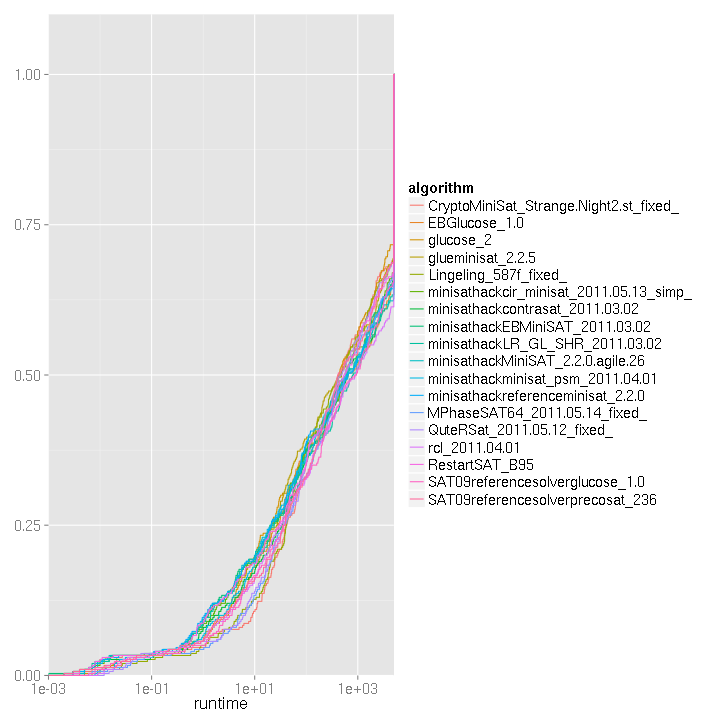 1.00
0.75
0.50
0.25
0.00
1e-03 1e-01 1e+01 1e+03
runtime
algorithm
CryptoMiniSat_Strange.Night2.st_fixed_
EBGlucose_1.0
glucose_2
glueminisat_2.2.5
Lingeling_587f_fixed_
minisathackcir_minisat_2011.05.13_simp_
minisathackcontrasat_2011.03.02
minisathackEBMiniSAT_2011.03.02
minisathackLR_GL_SHR_2011.03.02
minisathackMiniSAT_2.2.0.agile.26
minisathackminisat_psm_2011.04.01
minisathackreferenceminisat_2.2.0
MPhaseSAT64_2011.05.14_fixed_
QuteRSat_2011.05.12_fixed_
rcl_2011.04.01
RestartSAT_B95
SAT09referencesolverglucose_1.0
SAT09referencesolverprecosat_236